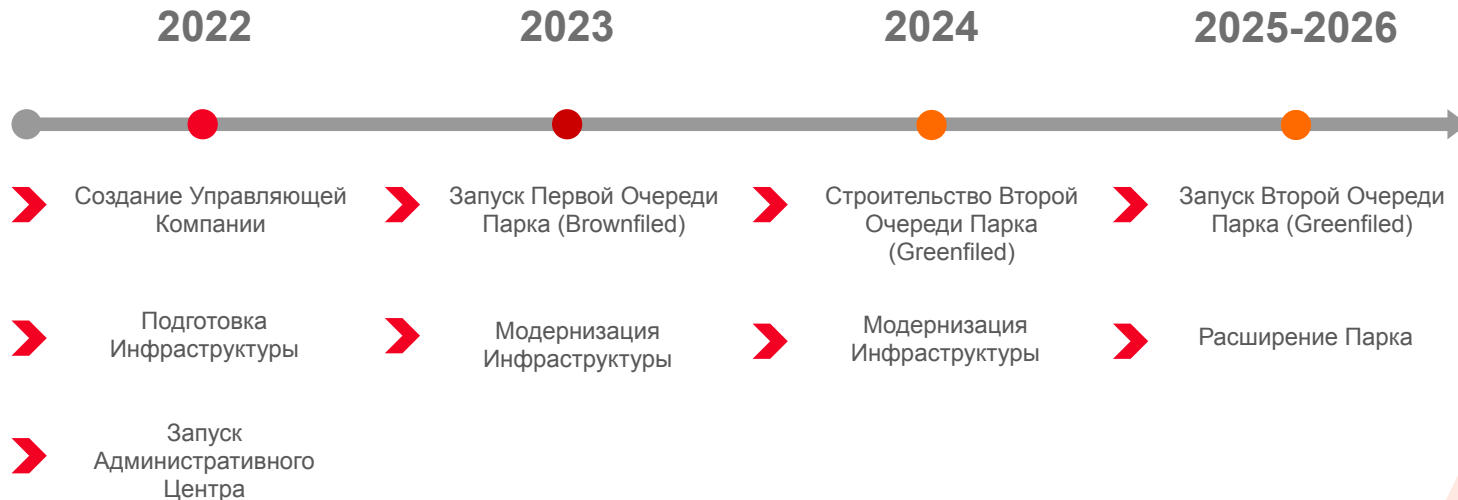 2022
2023
2024
2025-2026
Создание Управляющей
Компании
Запуск Первой Очереди
Парка (Brownfiled)
Строительство Второй
Очереди Парка
(Greenfiled)
Запуск Второй Очереди
Парка (Greenfiled)
Подготовка
Инфраструктуры
Модернизация
Инфраструктуры
Модернизация
Инфраструктуры
Расширение Парка
Запуск
Административного
Центра